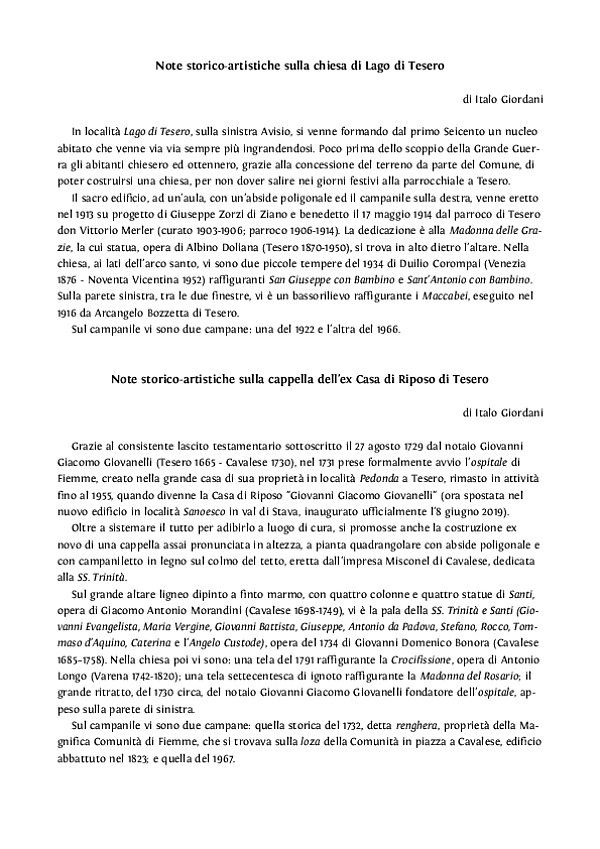 Note storico-artistiche sulla chiesa di Lago di Tesero
di Italo Giordani
In località Lago di Tesero, sulla sinistra Avisio, si venne formando dal primo Seicento un nucleo
abitato che venne via via sempre più ingrandendosi. Poco prima dello scoppio della Grande Guer-
ra gli abitanti chiesero ed ottennero, grazie alla concessione del terreno da parte del Comune, di
poter costruirsi una chiesa, per non dover salire nei giorni festivi alla parrocchiale a Tesero.
Il sacro edificio, ad un'aula, con un'abside poligonale ed il campanile sulla destra, venne eretto
nel 1913 su progetto di Giuseppe Zorzi di Ziano e benedetto il 17 maggio 1914 dal parroco di Tesero
don Vittorio Merler (curato 1903-1906; parroco 1906-1914). La dedicazione è alla Madonna delle Gra-
zie, la cui statua, opera di Albino Doliana (Tesero 1870-1950), si trova in alto dietro l'altare. Nella
chiesa, ai lati dell'arco santo, vi sono due piccole tempere del 1934 di Duilio Corompai (Venezia
1876 - Noventa Vicentina 1952) raffiguranti San Giuseppe con Bambino e Sant'Antonio con Bambino.
Sulla parete sinistra, tra le due finestre, vi è un bassorilievo raffigurante i Maccabei, eseguito nel
1916 da Arcangelo Bozzetta di Tesero.
Sul campanile vi sono due campane: una del 1922 e l'altra del 1966.
Note storico-artistiche sulla cappella dell'ex Casa di Riposo di Tesero
di Italo Giordani
Grazie al consistente lascito testamentario sottoscritto il 27 agosto 1729 dal notaio Giovanni
Giacomo Giovanelli (Tesero 1665 - Cavalese 1730), nel 1731 prese formalmente avvio l'ospitale di
Fiemme, creato nella grande casa di sua proprietà in località Pedonda a Tesero, rimasto in attività
fino al 1955, quando divenne la Casa di Riposo "Giovanni Giacomo Giovanelli" (ora spostata nel
nuovo edificio in località Sanoesco in val di Stava, inaugurato ufficialmente l'8 giugno 2019).
Oltre a sistemare il tutto per adibirlo a luogo di cura, si promosse anche la costruzione ex
novo di una cappella assai pronunciata in altezza, a pianta quadrangolare con abside poligonale e
con campaniletto in legno sul colmo del tetto, eretta dall'impresa Misconel di Cavalese, dedicata
alla SS. Trinità.
Sul grande altare ligneo dipinto a finto marmo, con quattro colonne e quattro statue di Santi,
opera di Giacomo Antonio Morandini (Cavalese 1698-1749), vi è la pala della SS. Trinità e Santi (Gio-
vanni Evangelista, Maria Vergine, Giovanni Battista, Giuseppe, Antonio da Padova, Stefano, Rocco, Tom-
maso d'Aquino, Caterina e l'Angelo Custode), opera del 1734 di Giovanni Domenico Bonora (Cavalese
1685-1758). Nella chiesa poi vi sono: una tela del 1791 raffigurante la Crocifissione, opera di Antonio
Longo (Varena 1742-1820); una tela settecentesca di ignoto raffigurante la Madonna del Rosario; il
grande ritratto, del 1730 circa, del notaio Giovanni Giacomo Giovanelli fondatore dell'ospitale, ap-
peso sulla parete di sinistra.
Sul campanile vi sono due campane: quella storica del 1732, detta renghera, proprietà della Ma-
gnifica Comunità di Fiemme, che si trovava sulla loza della Comunità in piazza a Cavalese, edificio
abbattuto nel 1823; e quella del 1967.